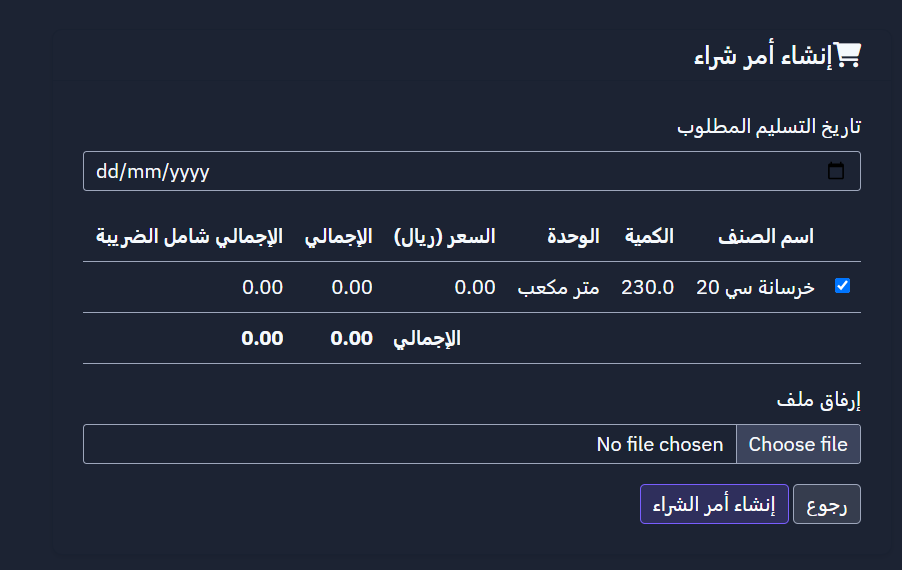 إنشاء أمر شراء
تاريخ التسليم المطلوب
dd/mm/yyyy
اسم الصنف الكمية الوحدة السعر (ريال) الإجمالي الإجمالي شامل الضريبة
خرسانة سي 20 230.0 متر مكعب 0.00 0.00 0.00
الإجمالي 0.00 0.00
إرفاق ملف
Choose file No file chosen
رجوع إنشاء أمر الشراء